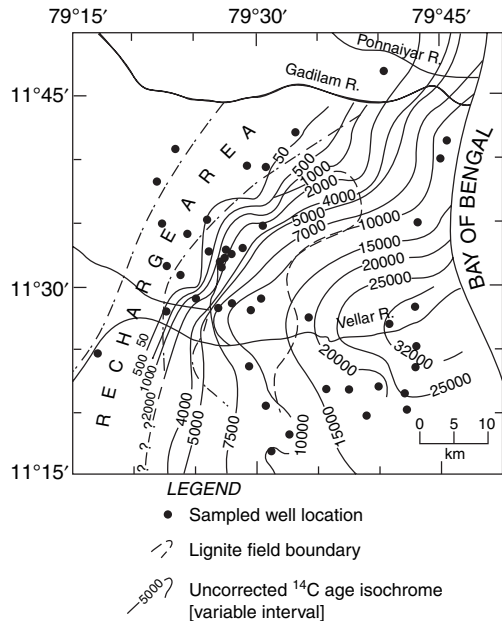 79°15′ 79°30′ 79°45′
Ponnaiyar R.
Gadilam R.
11°45′
RECHARGE AREA
50
500
1000
2000
5000
4000
7000
10000
15000
20000
25000
BAY OF BENGAL
11°30′
Vellar R.
32000
20000
25000
50
500
1000
?–?–?–2000
4000
5000
7500
10000
15000
0 5 10
km
11°15′
LEGEND
Sampled well location
Lignite field boundary
5000
Uncorrected ¹⁴C age isochrome
[variable interval]